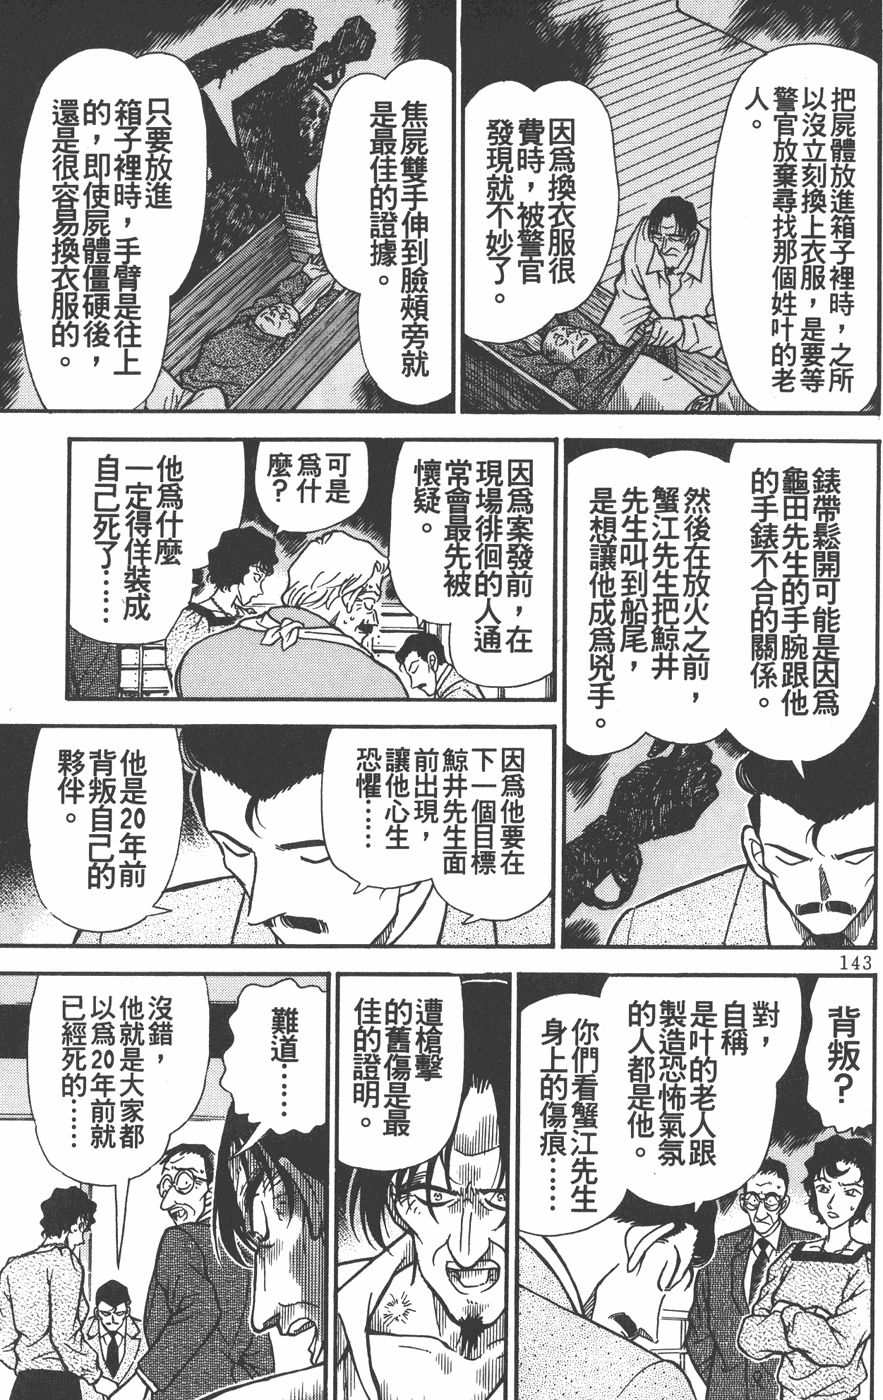 把屍體放進箱子裡時，之所
以沒立刻換上衣服，是要等
警官放棄尋找那個姓叶的老
人。
因為換衣服很
費時，被警官
發現就不妙了。
焦屍雙手伸到臉頰旁就
是最佳的證據。
只要放進
箱子裡時，手臂是往上
的，即使屍體僵硬後，
還是很容易換衣服的。
錶帶鬆開可能是因為
龜田先生的手腕跟他
的手錶不合的關係。
然後在放火之前，
蟹江先生把鯨井
先生叫到船尾，
是想讓他成為兇手。
因為案發前，在
現場徘徊的人通
常會最先被
懷疑。
可是
為什
麼？
他為什麼
一定得佯裝成
自己死了……
因為他要在
下一個目標
鯨井先生面
前出現，
讓他心生
恐懼……
他是20年前
背叛自己的
夥伴。
143
背叛？
對，
自稱
是叶的老人跟
製造恐怖氣氛
的人都是他。
你們看蟹江先生
身上的傷痕……
遭槍擊
的舊傷是最
佳的證明。
難道……
沒錯，
他就是大家都
以為20年前就
已經死的……